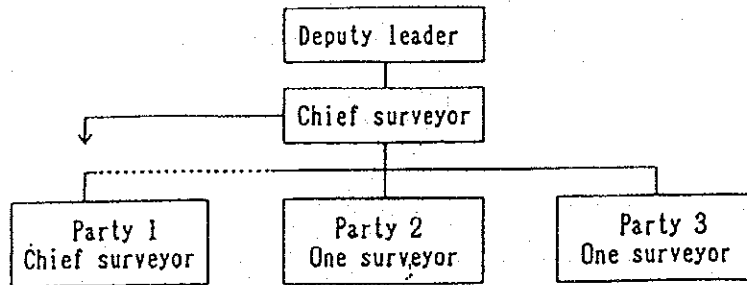 Deputy leader
Chief surveyor
Party 1
Chief surveyor
Party 2
One surveyor
Party 3
One surveyor